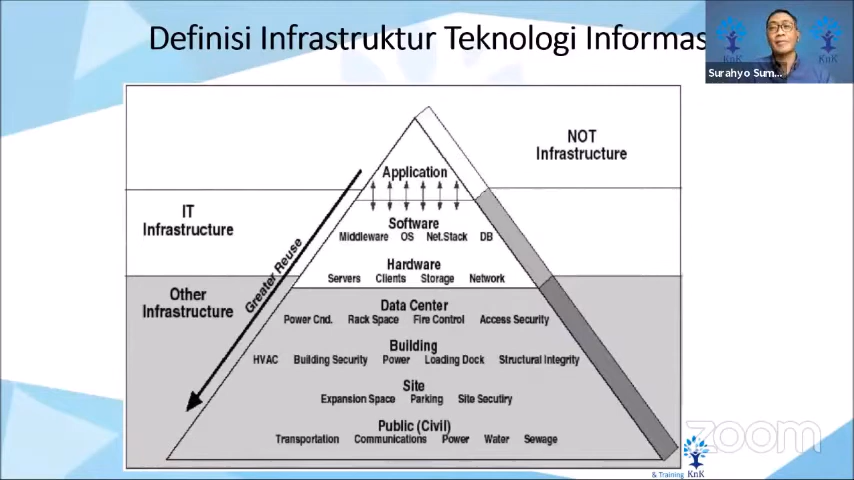 Definisi Infrastruktur Teknologi Informas
KnK
KnK
Surahyo Sum...
NOT
Infrastructure
Application
IT
Infrastructure
Software
Middleware OS Net.Stack DB
Greater Reuse
Hardware
Servers Clients Storage Network
Other
Infrastructure
Data Center
Power Cnd. Rack Space Fire Control Access Security
Building
HVAC Building Security Power Loading Dock Structural Integrity
Site
Expansion Space Parking Site Secutiry
Public (Civil)
Transportation Communications Power Water Sewage
zoom
& Training KnK